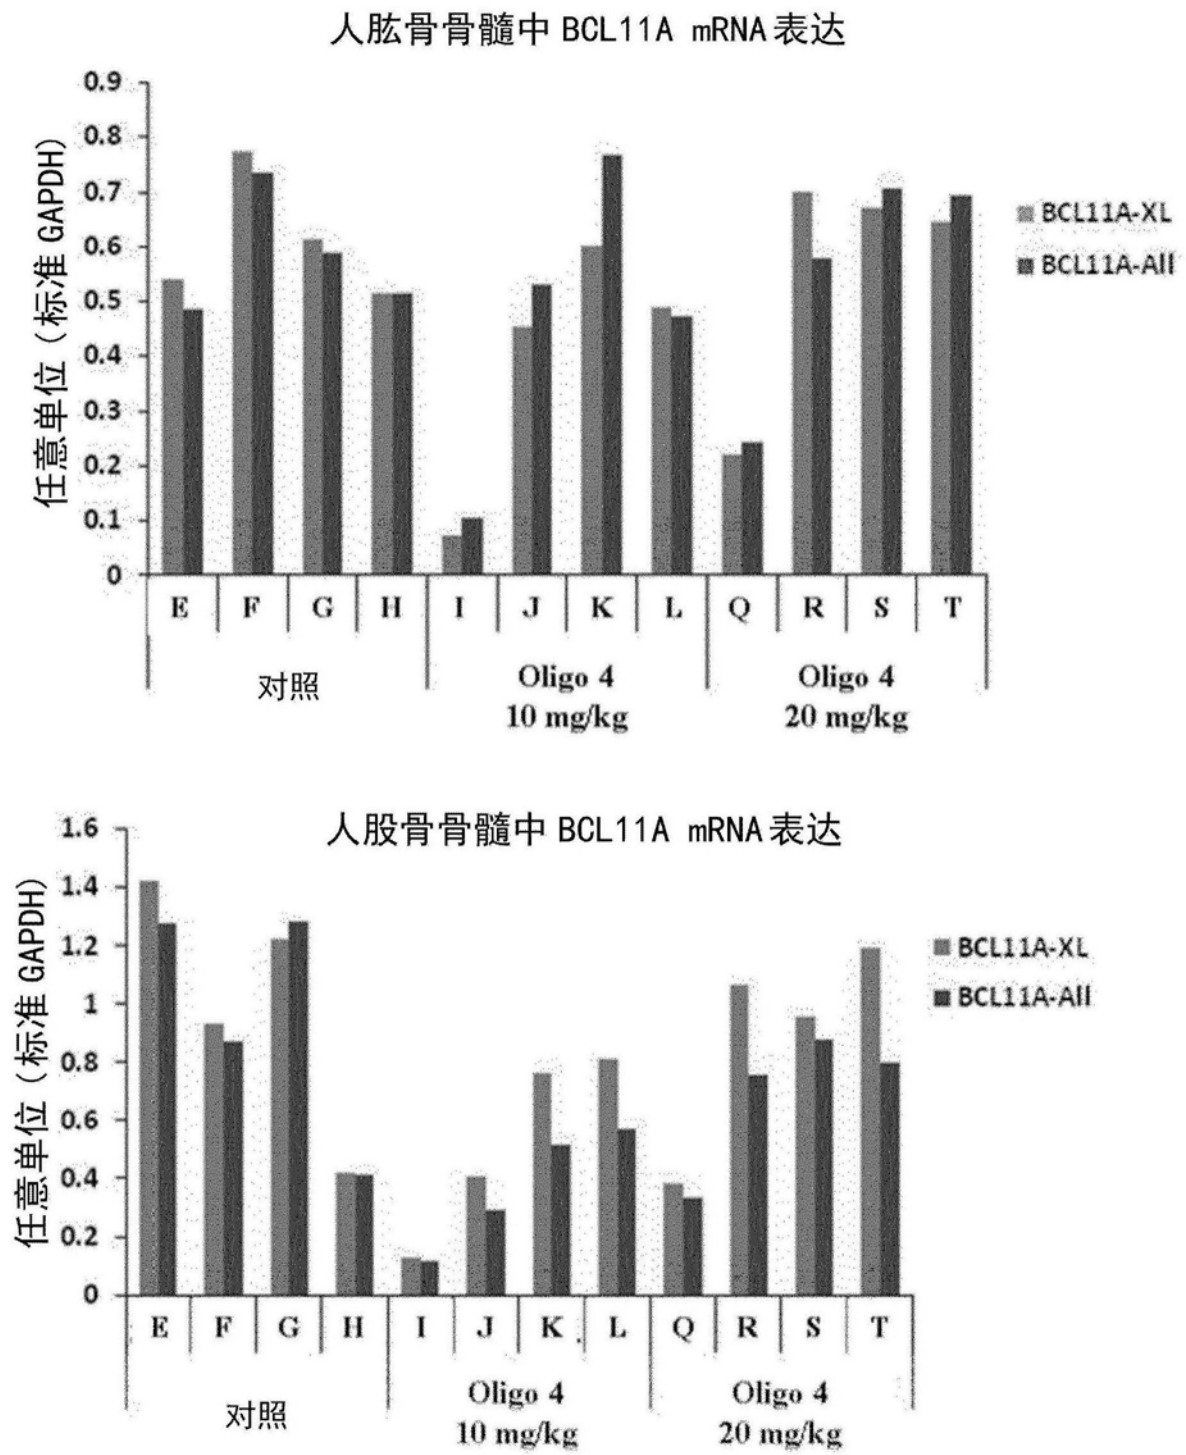 人肱骨骨髓中 BCL11A mRNA 表达
任意单位 (标准 GAPDH)
0.9
0.8
0.7
0.6
0.5
0.4
0.3
0.2
0.1
0
BCL11A-XL
BCL11A-All
E F G H I J K L Q R S T
对照
Oligo 4
10 mg/kg
Oligo 4
20 mg/kg
人股骨骨髓中 BCL11A mRNA 表达
任意单位 (标准 GAPDH)
1.6
1.4
1.2
1
0.8
0.6
0.4
0.2
0
BCL11A-XL
BCL11A-All
E F G H I J K L Q R S T
对照
Oligo 4
10 mg/kg
Oligo 4
20 mg/kg